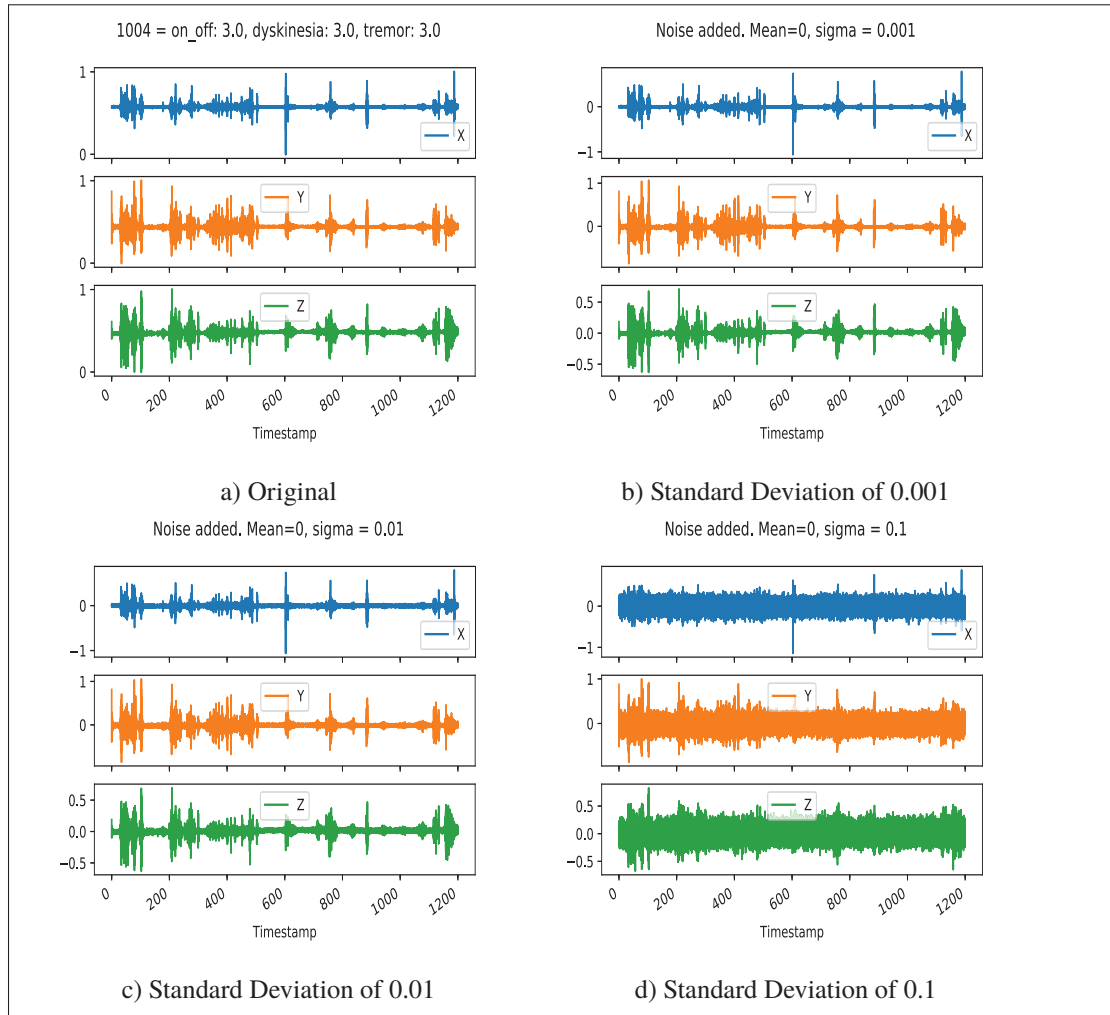 1004 = on_off: 3.0, dyskinesia: 3.0, tremor: 3.0
1
0
X
1
0
Y
1
0
Z
0 200 400 600 800 1000 1200
Timestamp
a) Original
Noise added. Mean=0, sigma = 0.001
0
−1
X
1
0
Y
0.5
0.0
−0.5
Z
0 200 400 600 800 1000 1200
Timestamp
b) Standard Deviation of 0.001
Noise added. Mean=0, sigma = 0.01
0
−1
X
1
0
Y
0.5
0.0
−0.5
Z
0 200 400 600 800 1000 1200
Timestamp
c) Standard Deviation of 0.01
Noise added. Mean=0, sigma = 0.1
0
−1
X
1
0
Y
0.5
0.0
−0.5
Z
0 200 400 600 800 1000 1200
Timestamp
d) Standard Deviation of 0.1